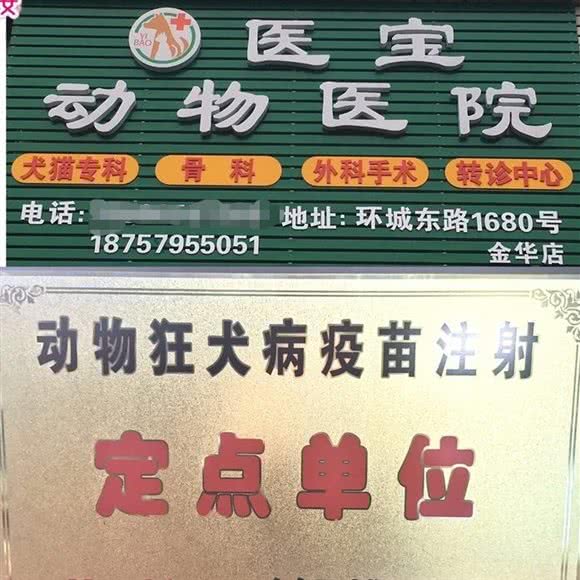 YI
BAO
医宝
动物医院
犬猫专科 骨科 外科手术 转诊中心
电话: 地址: 环城东路1680号
18757955051 金华店
动物狂犬病疫苗注射
定点单位